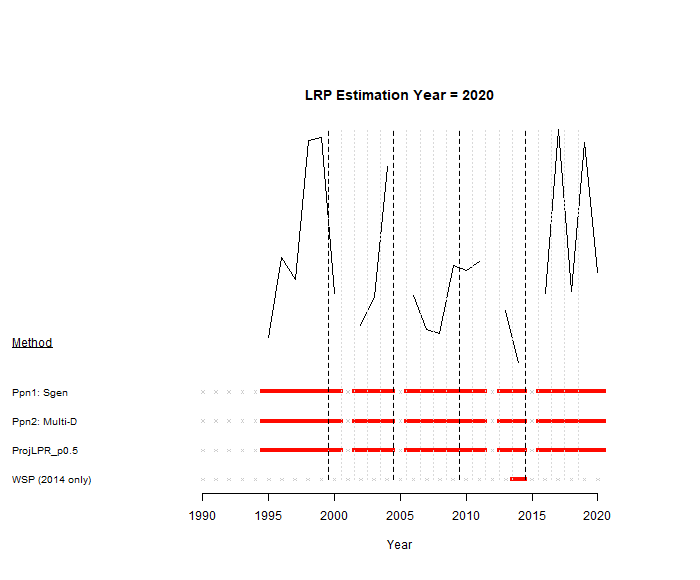 LRP Estimation Year = 2020
Method
Ppn1: Sgen
Ppn2: Multi-D
ProjLPR_p0.5
WSP (2014 only)
1990 1995 2000 2005 2010 2015 2020
Year